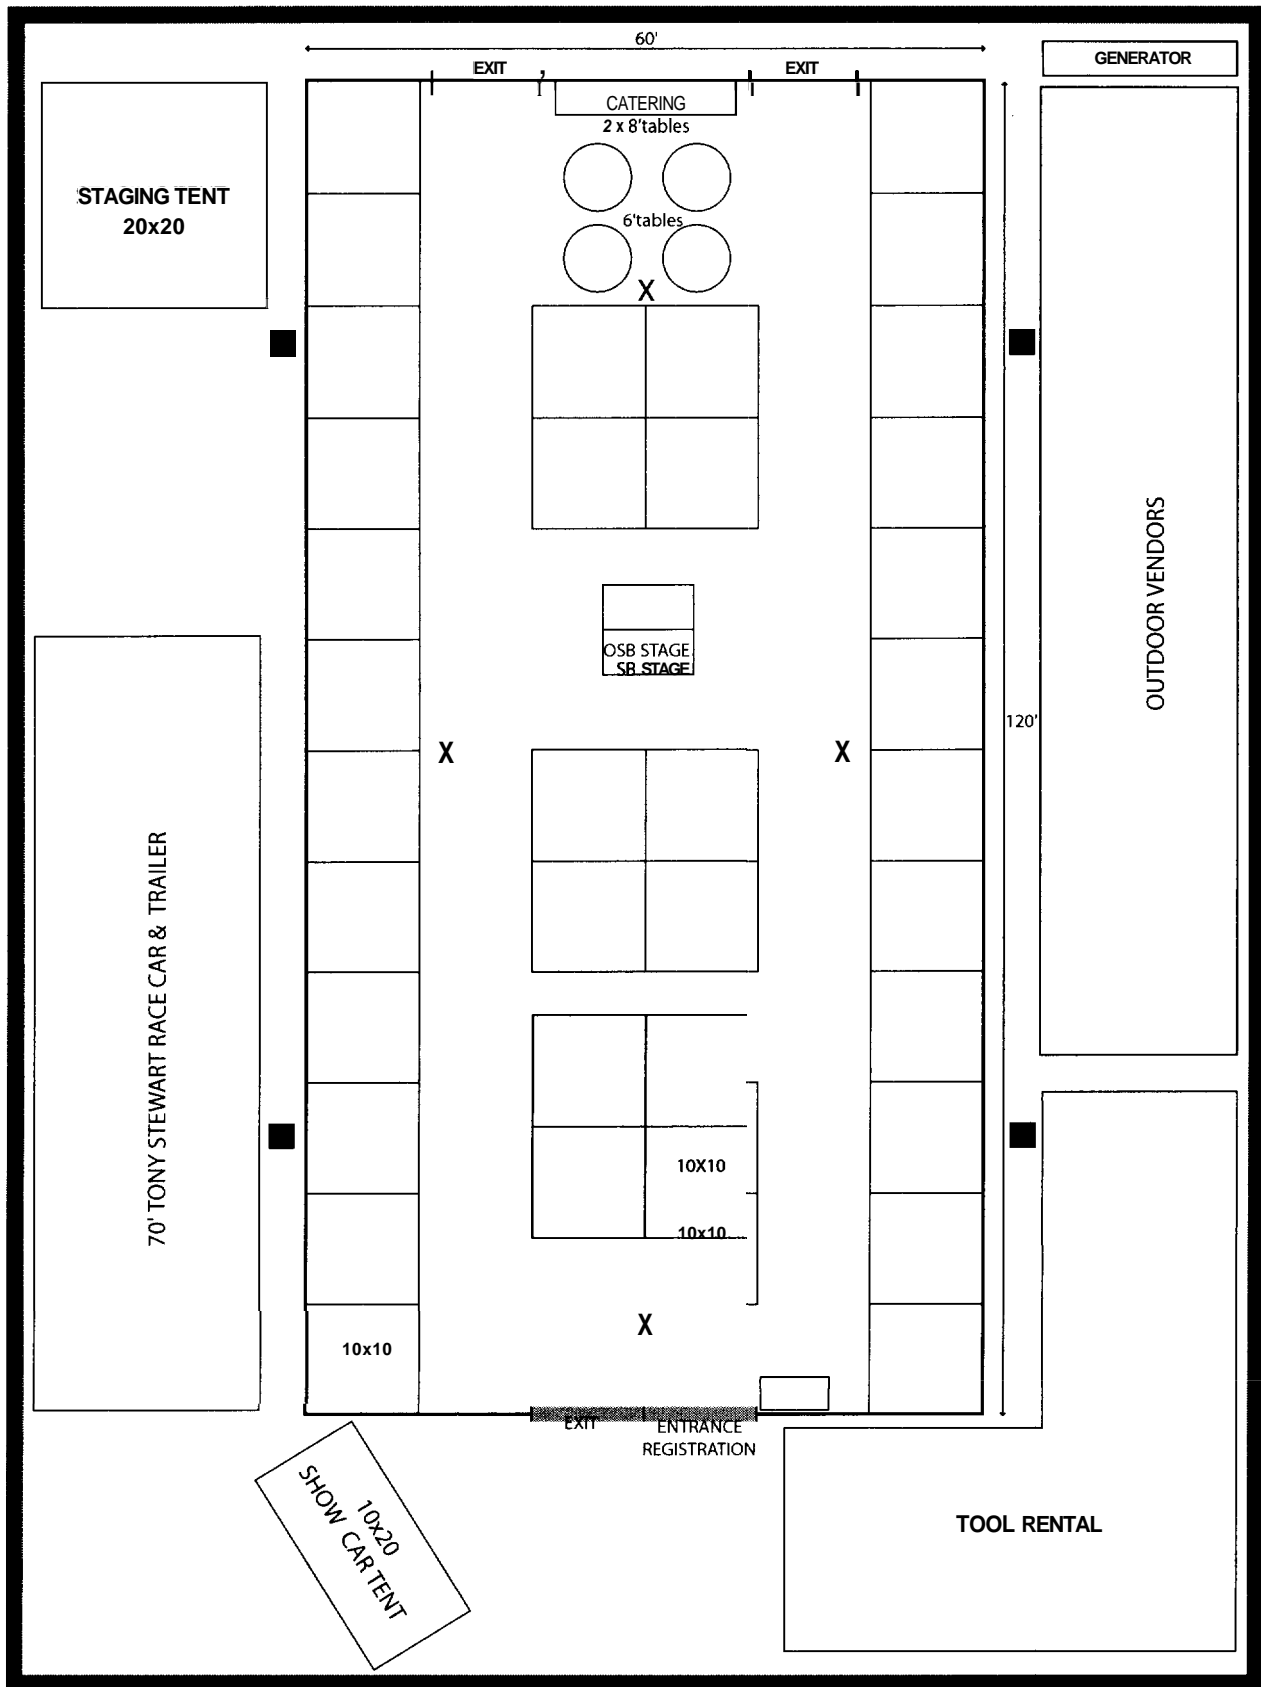 60'
EXIT
EXIT
GENERATOR
CATERING
2 x 8'tables
STAGING TENT
20x20
6'tables
X
OUTDOOR VENDORS
OSB STAGE
SB STAGE
120'
X
X
70' TONY STEWART RACE CAR & TRAILER
10X10
10x10
X
10x10
EXIT
ENTRANCE
REGISTRATION
10x20
SHOW CAR TENT
TOOL RENTAL